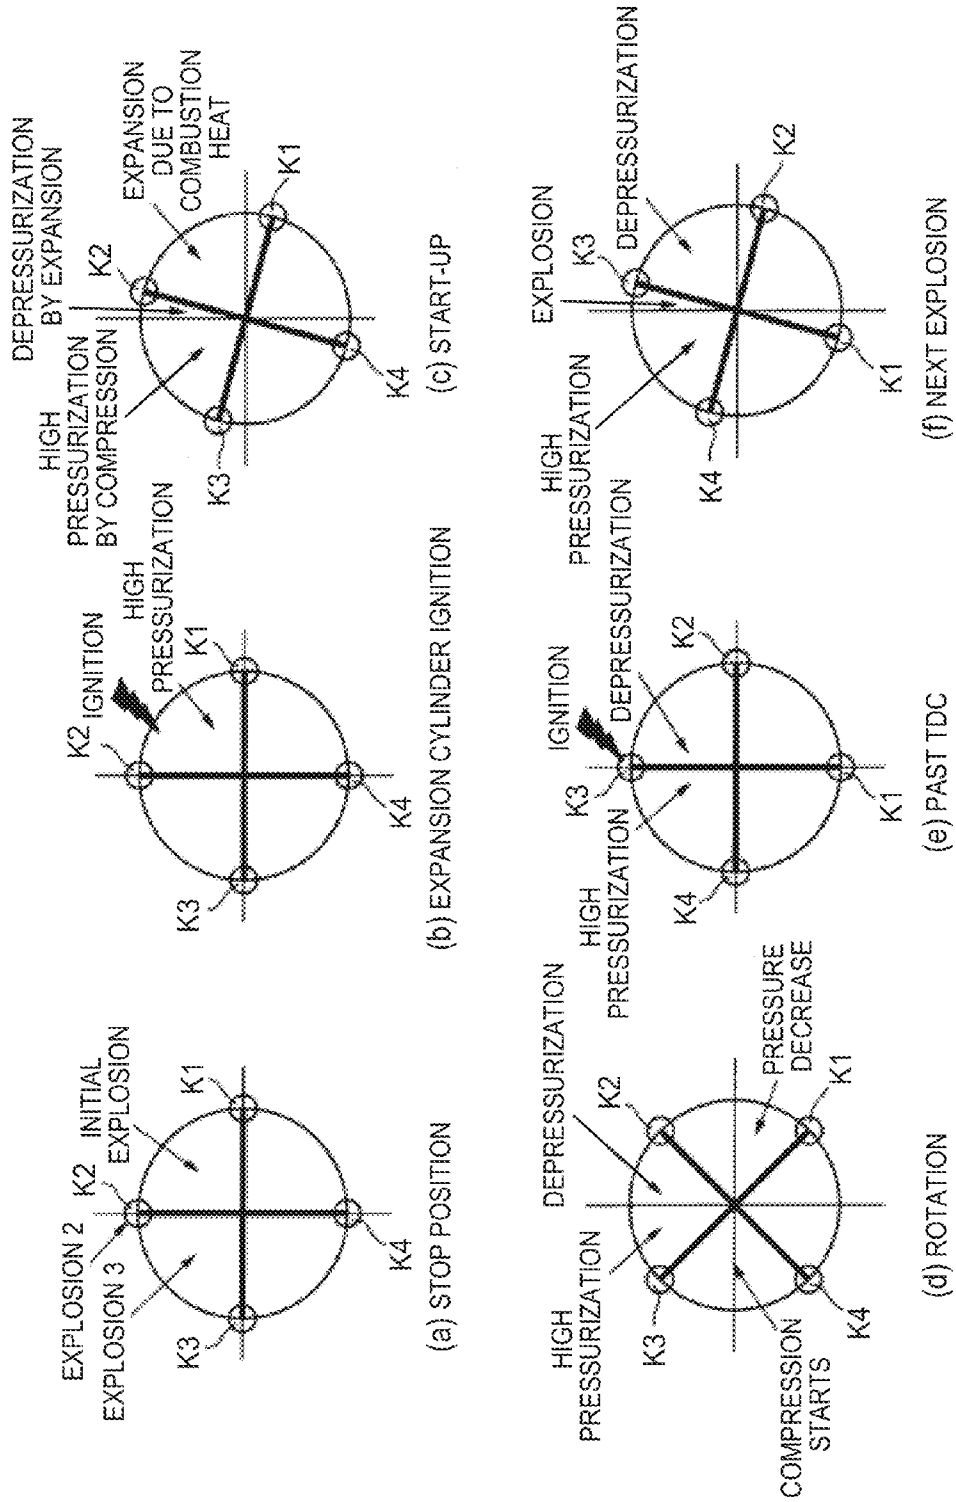 EXPLOSION 2
EXPLOSION 3
K2
INITIAL
EXPLOSION
K1
K3
K4
(a) STOP POSITION
K2
IGNITION
HIGH
PRESSURIZATION
K1
K3
K4
(b) EXPANSION CYLINDER IGNITION
DEPRESSURIZATION
BY EXPANSION
HIGH
PRESSURIZATION
BY COMPRESSION
K2
EXPANSION
DUE TO
COMBUSTION
HEAT
K1
K3
K4
(c) START-UP
DEPRESSURIZATION
HIGH
PRESSURIZATION
K2
K3
PRESSURE
DECREASE
K1
K4
COMPRESSION
STARTS
(d) ROTATION
IGNITION
K3
HIGH
PRESSURIZATION
DEPRESSURIZATION
K2
K4
K1
(e) PAST TDC
EXPLOSION
HIGH
PRESSURIZATION
K3
DEPRESSURIZATION
K2
K4
K1
(f) NEXT EXPLOSION